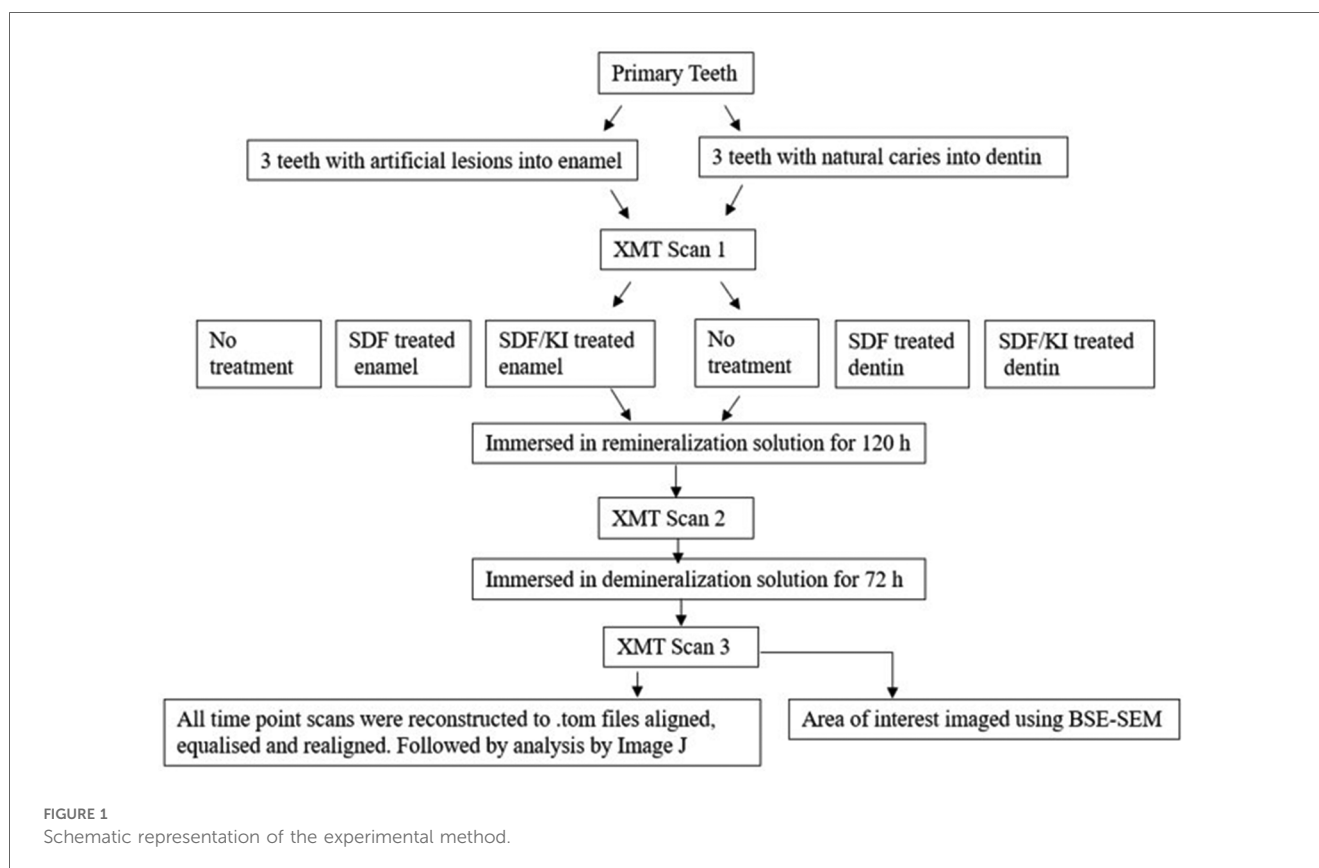 Primary Teeth
3 teeth with artificial lesions into enamel
3 teeth with natural caries into dentin
XMT Scan 1
No
treatment
SDF treated
enamel
SDF/KI treated
enamel
No
treatment
SDF treated
dentin
SDF/KI treated
dentin
Immersed in remineralization solution for 120 h
XMT Scan 2
Immersed in demineralization solution for 72 h
XMT Scan 3
All time point scans were reconstructed to .tom files aligned,
equalised and realigned. Followed by analysis by Image J
Area of interest imaged using BSE-SEM
FIGURE 1
Schematic representation of the experimental method.